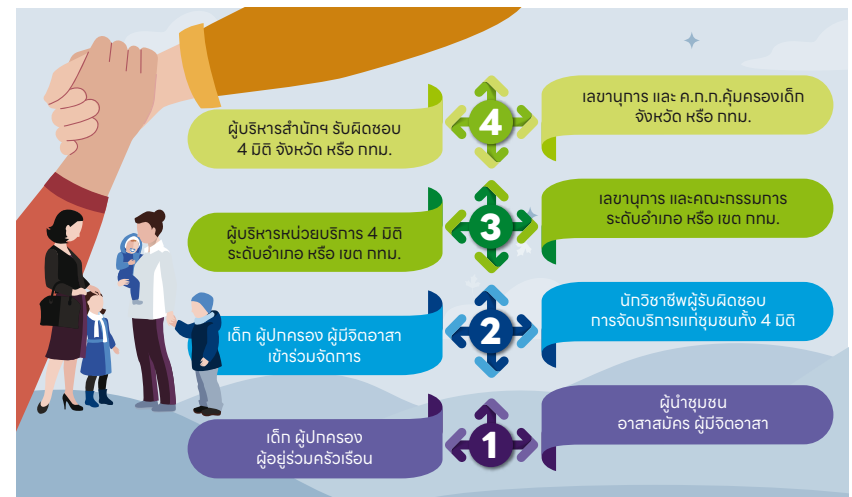 ผู้บริหารสำนักฯ รับผิดชอบ
4 มิติ จังหวัด หรือ กทม.
4
เลขานุการ และ ค.ก.ก.คุ้มครองเด็ก
จังหวัด หรือ กทม.
ผู้บริหารหน่วยบริการ 4 มิติ
ระดับอำเภอ หรือ เขต กทม.
3
เลขานุการ และคณะกรรมการ
ระดับอำเภอ หรือ เขต กทม.
เด็ก ผู้ปกครอง ผู้มีจิตอาสา
เข้าร่วมจัดการ
2
นักวิชาชีพผู้รับผิดชอบ
การจัดบริการแก่ชุมชนทั้ง 4 มิติ
เด็ก ผู้ปกครอง
ผู้อยู่ร่วมครัวเรือน
1
ผู้นำชุมชน
อาสาสมัคร ผู้มีจิตอาสา